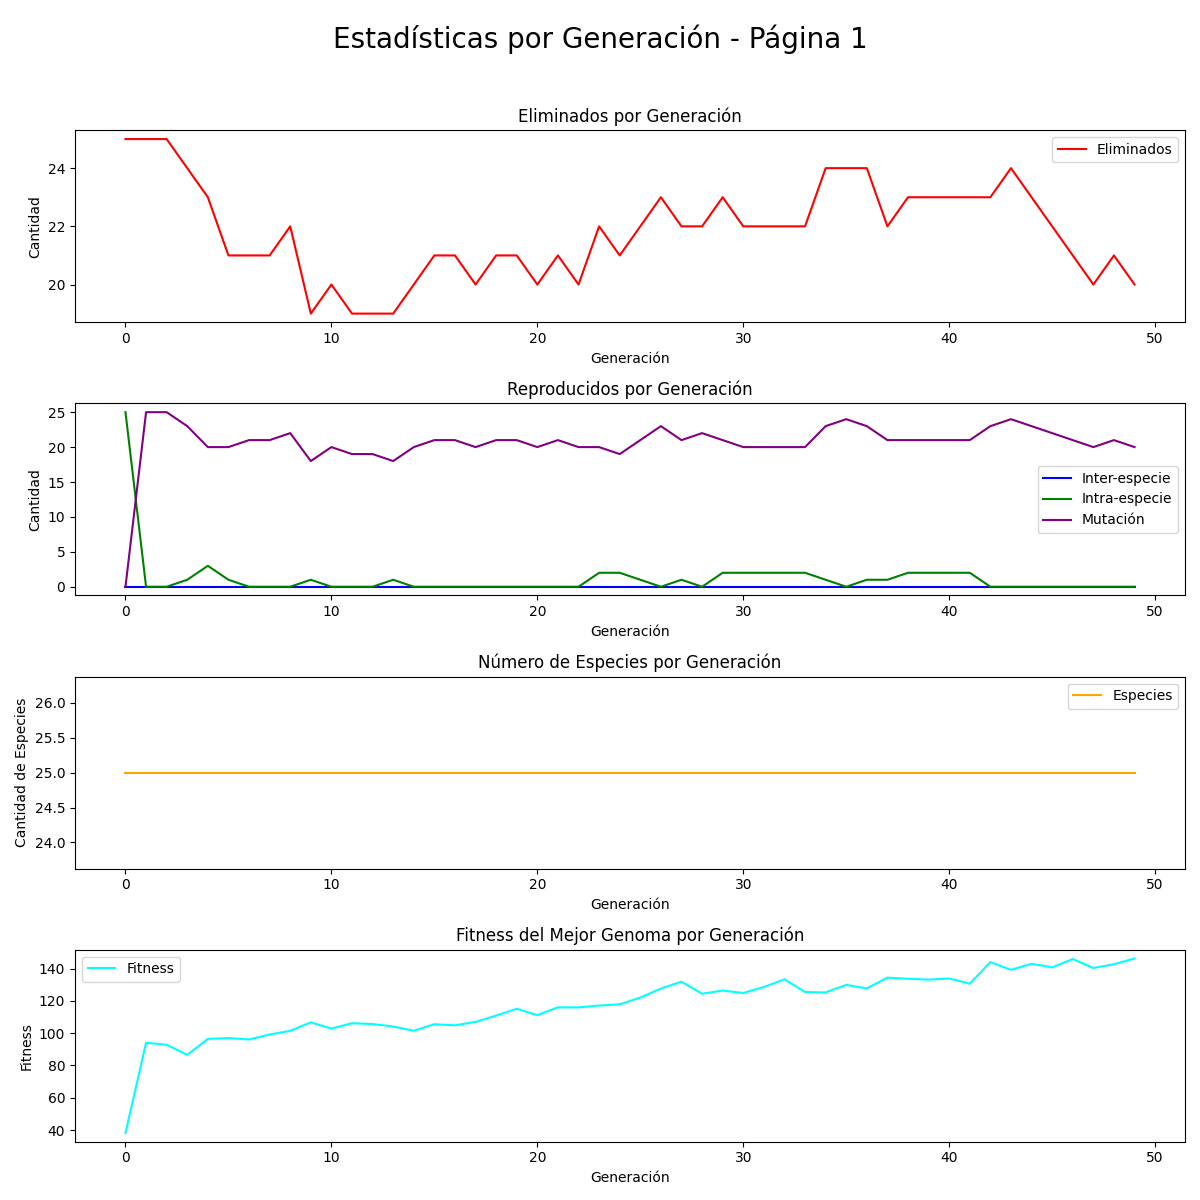 Estadísticas por Generación - Página 1
Eliminados por Generación
Eliminados
24
22
20
Cantidad
0 10 20 30 40 50
Generación
Reproducidos por Generación
25
20
15
10
5
0
Cantidad
Inter-especie
Intra-especie
Mutación
0 10 20 30 40 50
Generación
Número de Especies por Generación
Especies
26.0
25.5
25.0
24.5
24.0
Cantidad de Especies
0 10 20 30 40 50
Generación
Fitness del Mejor Genoma por Generación
Fitness
140
120
100
80
60
40
Fitness
0 10 20 30 40 50
Generación